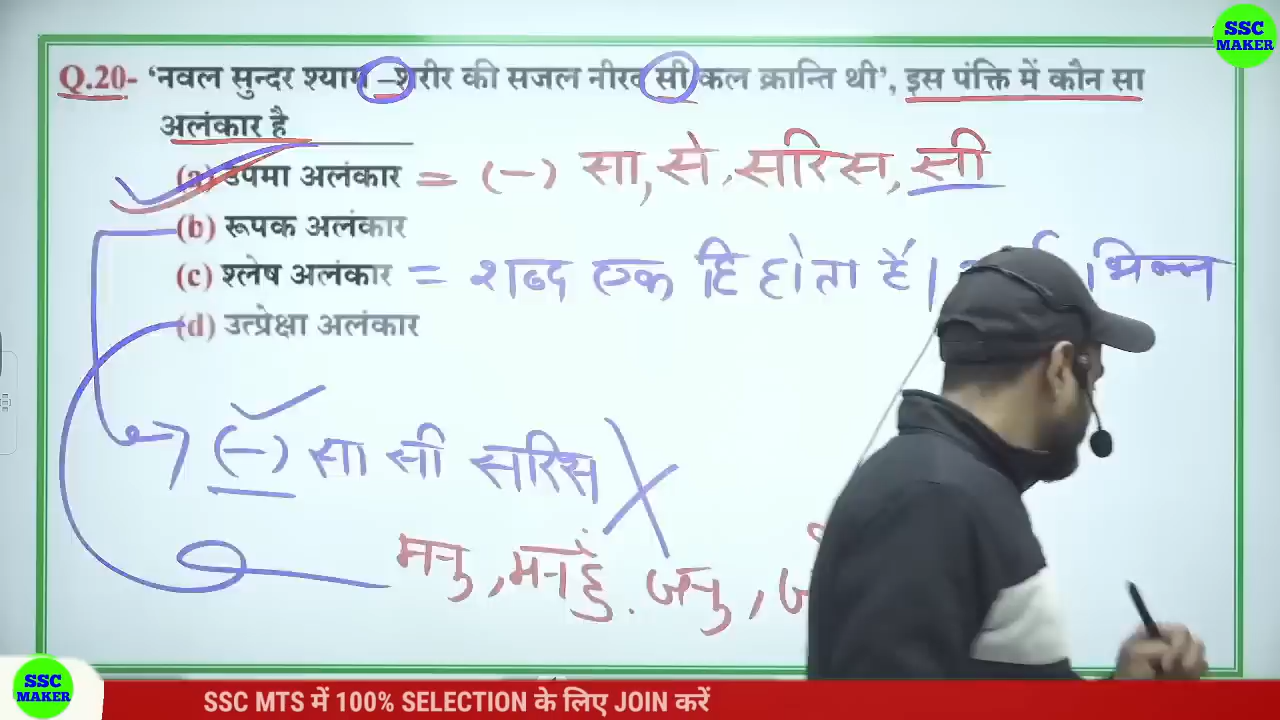 SSC
MAKER
Q.20- ‘नवल सुन्दर श्याम –शरीर की सजल नीरद सी कल क्रान्ति थी’, इस पंक्ति में कौन सा
अलंकार है
(a) उपमा अलंकार = (–) सा, से, सरिस, सी
(b) रूपक अलंकार
(c) श्लेष अलंकार = शब्द एक हि होता है। भिन्न
(d) उत्प्रेक्षा अलंकार
(–) सा सी सरिस
मनु, मनहुं. जनु,
SSC
MAKER
SSC MTS में 100% SELECTION के लिए JOIN करें